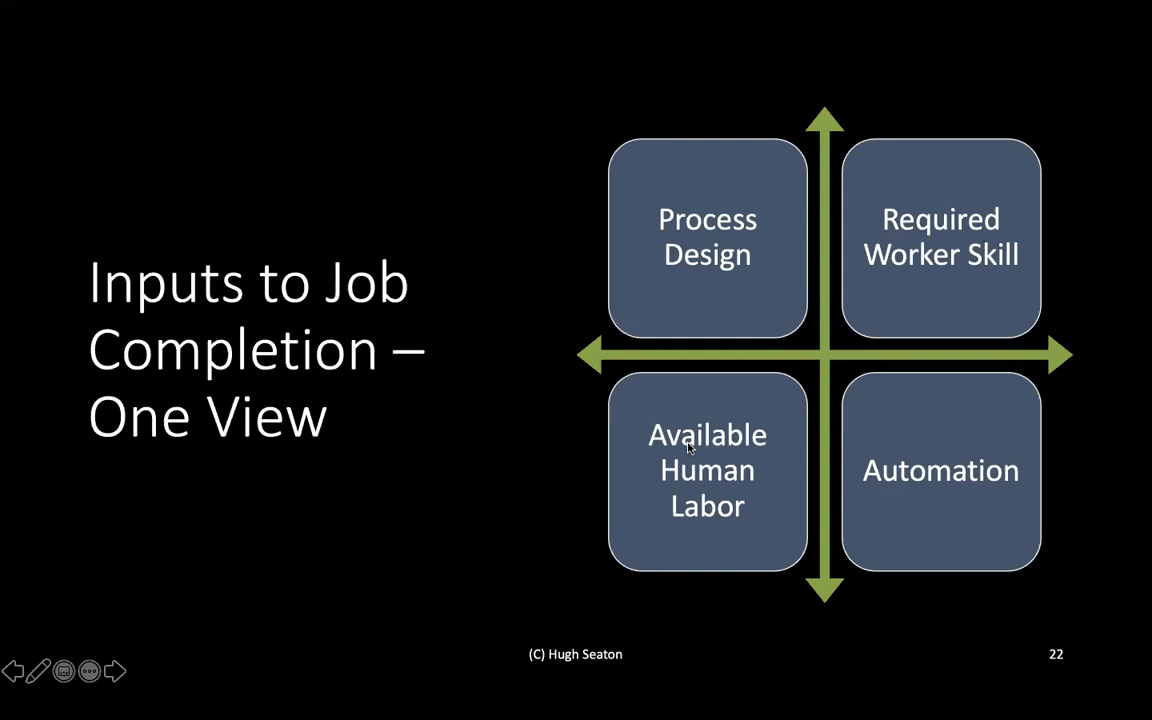 Inputs to Job
Completion –
One View
Process
Design
Required
Worker Skill
Available
Human
Labor
Automation
(C) Hugh Seaton
22